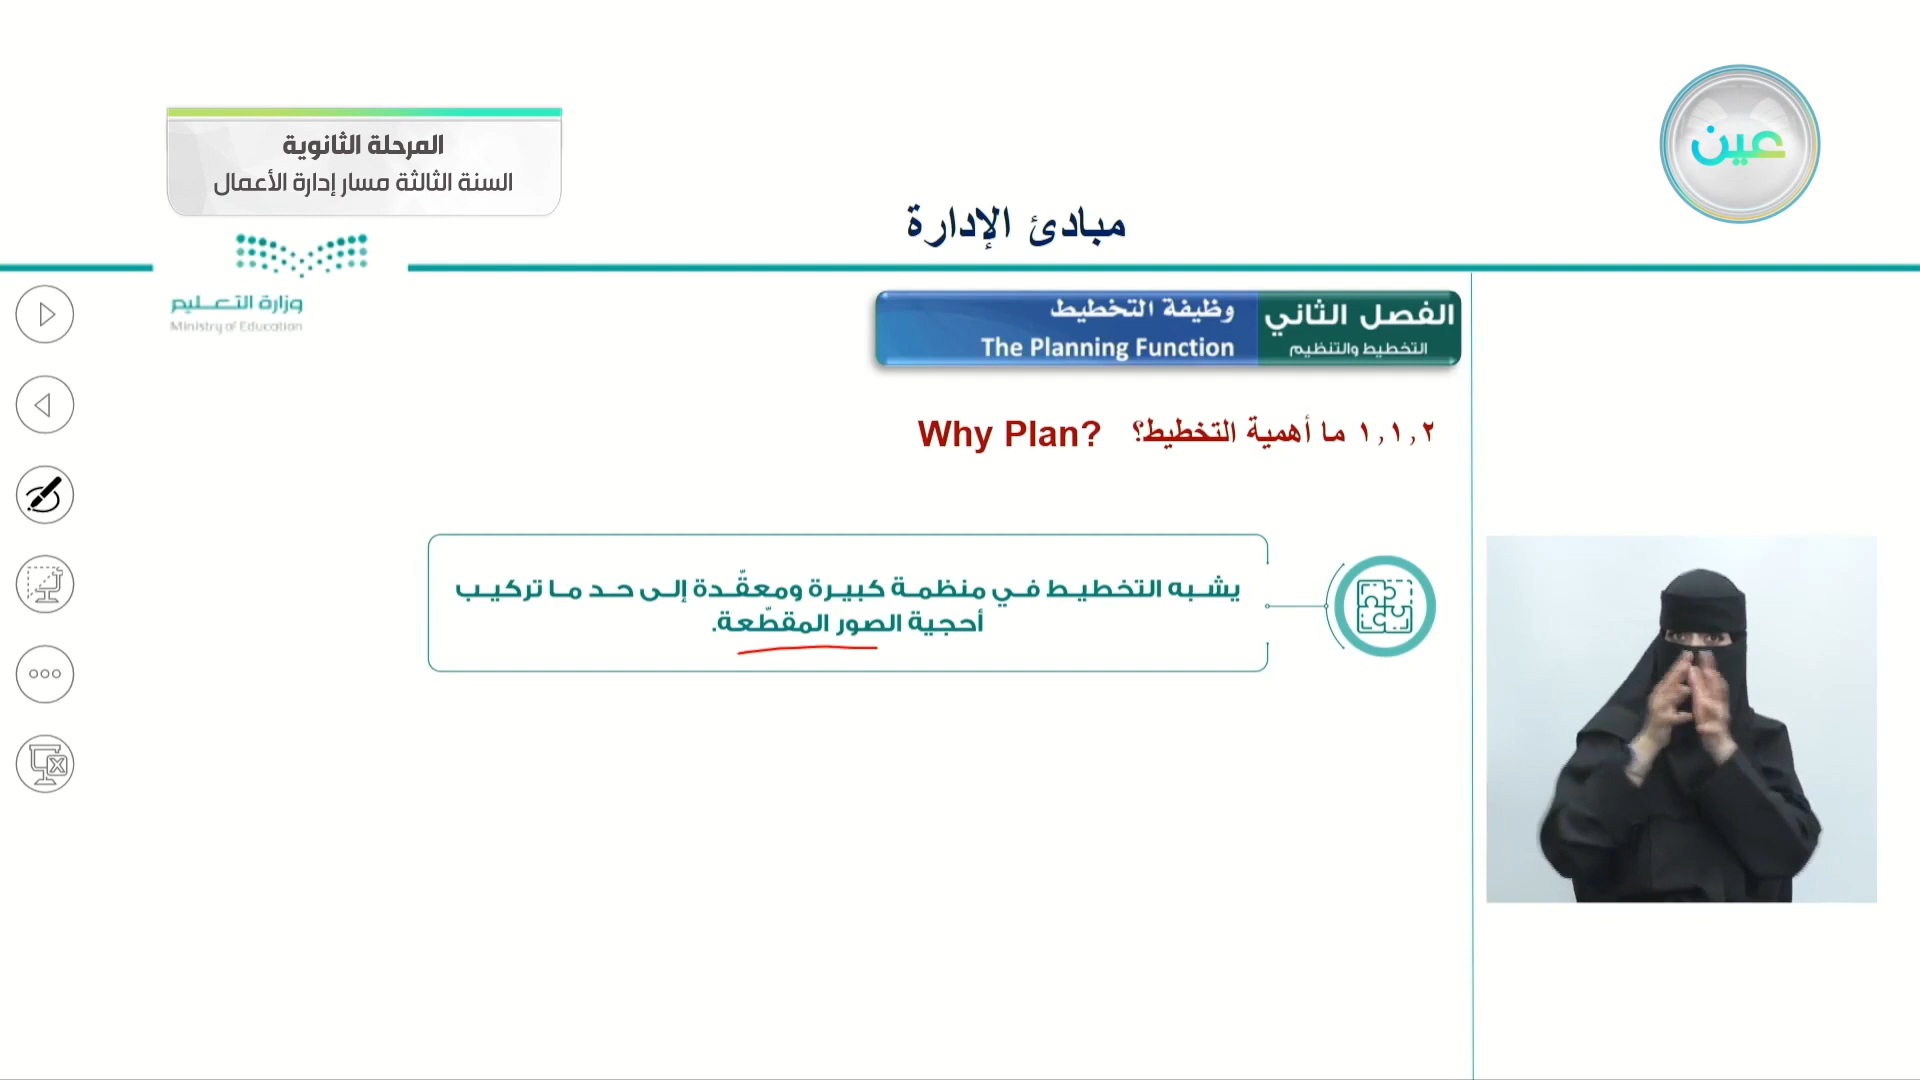 المرحلة الثانوية
السنة الثالثة مسار إدارة الأعمال
عين
مبادئ الإدارة
وزارة التعليم
Ministry of Education
الفصل الثاني
التخطيط والتنظيم
وظيفة التخطيط
The Planning Function
١,١,٢ ما أهمية التخطيط؟ Why Plan?
يشبه التخطيط في منظمة كبيرة ومعقّدة إلى حد ما تركيب
أحجية الصور المقطّعة.